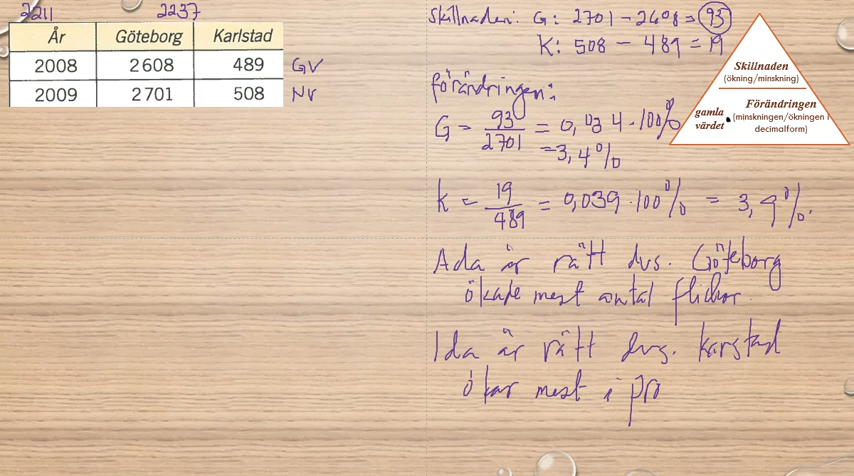 2211 2237
År Göteborg Karlstad
2008 2608 489 GV
2009 2701 508 NV
Skillnaden: G: 2701 - 2608 = 93
K: 508 - 489 = 19
Skillnaden
(ökning/minskning)
gamla värdet
Förändringen
(minskningen/ökningen i
decimalform)
förändringen:
G = 93/2701 = 0,034 · 100%
= 3,4%
K = 19/489 = 0,039 · 100% = 3,9%.
Ada är rätt dvs. Göteborg
ökade mest antal flickor.
Ida är rätt dvs. karstad
ökar mest i pro